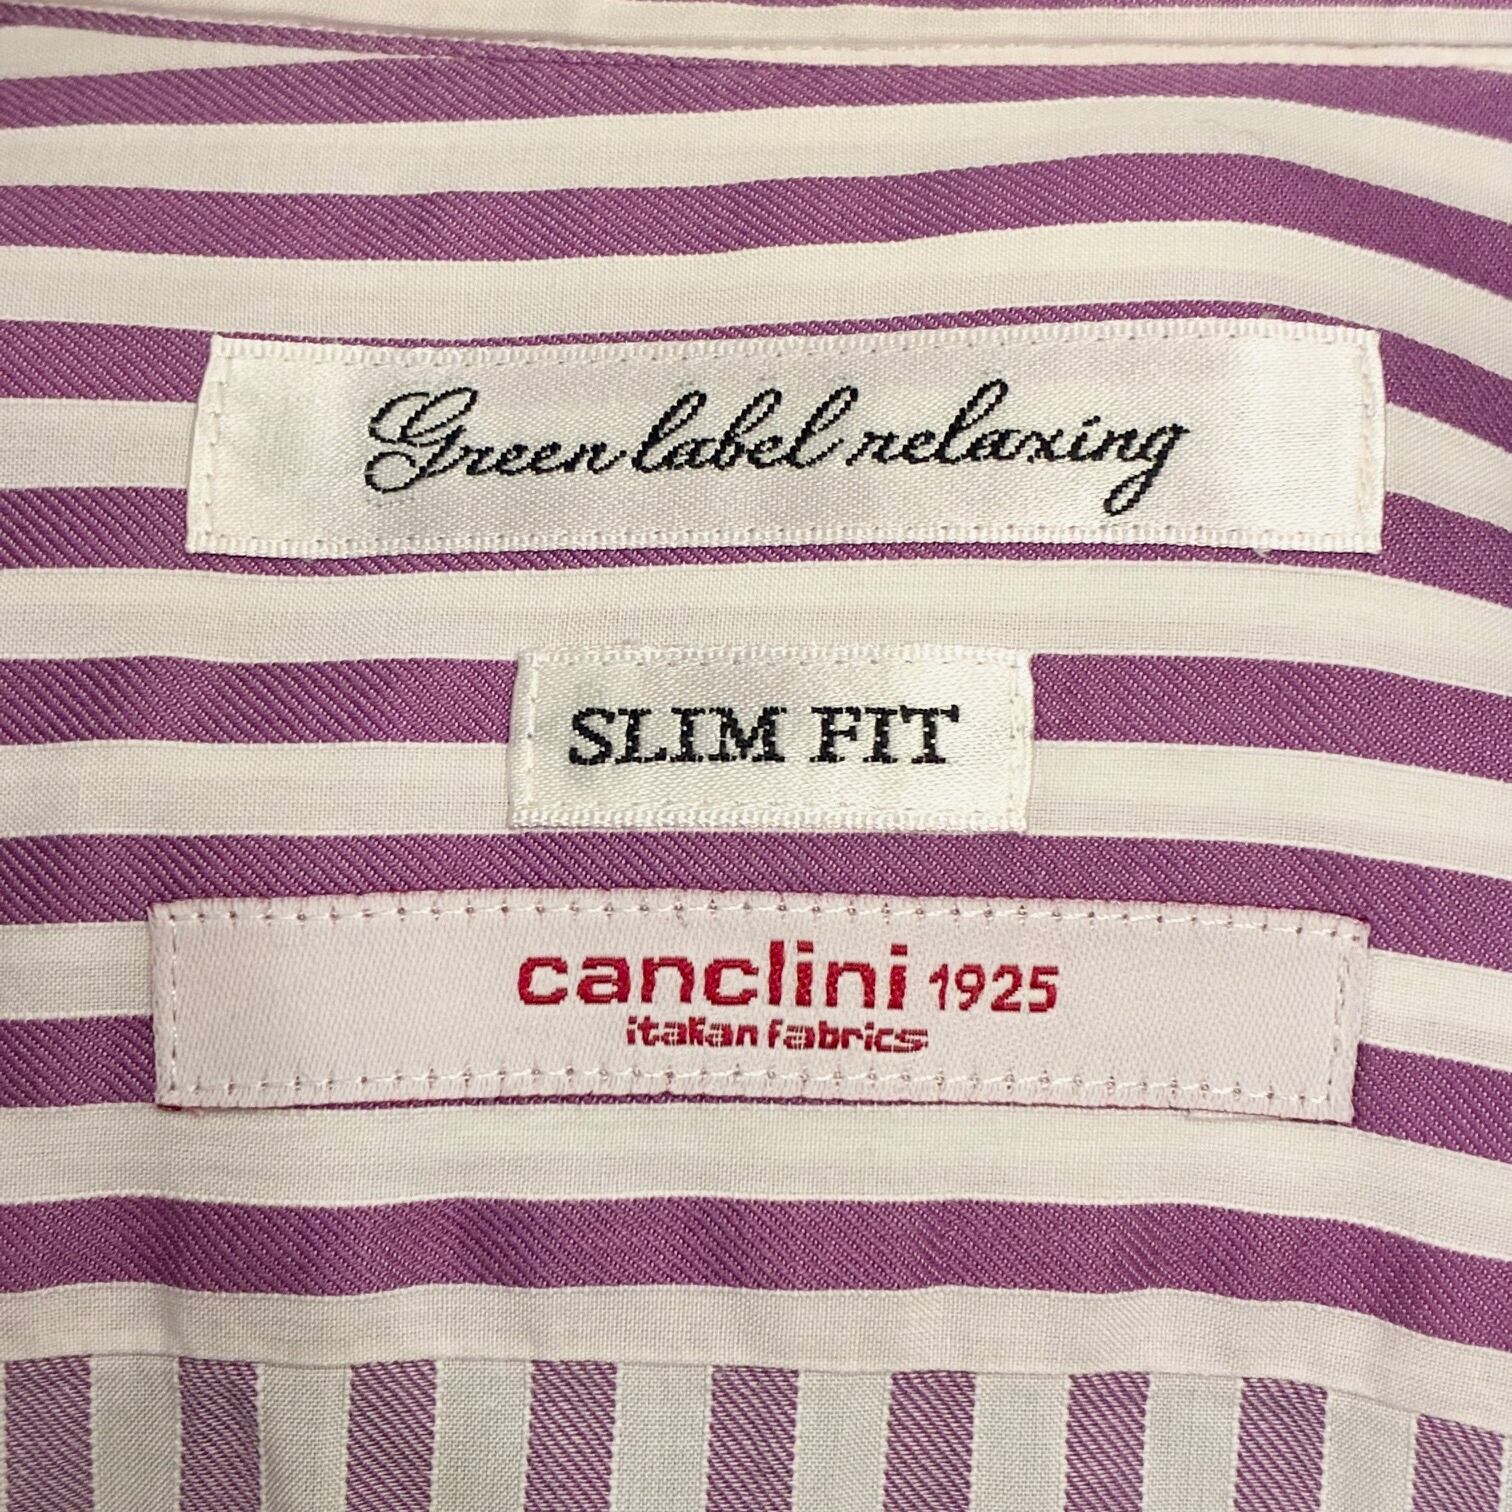 Green label relaxing
SLIM FIT
canclini 1925
italian fabrics